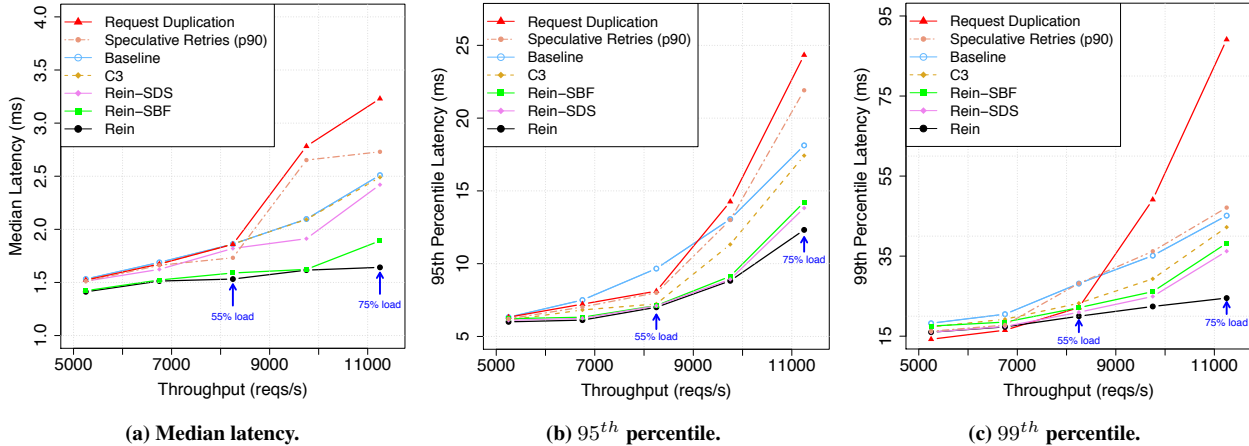 4.0
3.5
3.0
2.5
2.0
1.5
1.0
Median Latency (ms)
Request Duplication
Speculative Retries (p90)
Baseline
C3
Rein−SDS
Rein−SBF
Rein
55% load
75% load
5000 7000 9000 11000
Throughput (reqs/s)
(a) Median latency.
25
20
15
10
5
95th Percentile Latency (ms)
Request Duplication
Speculative Retries (p90)
Baseline
C3
Rein−SBF
Rein−SDS
Rein
55% load
75% load
5000 7000 9000 11000
Throughput (reqs/s)
(b) 95th percentile.
95
75
55
35
15
99th Percentile Latency (ms)
Request Duplication
Speculative Retries (p90)
Baseline
C3
Rein−SBF
Rein−SDS
Rein
55% load
75% load
5000 7000 9000 11000
Throughput (reqs/s)
(c) 99th percentile.